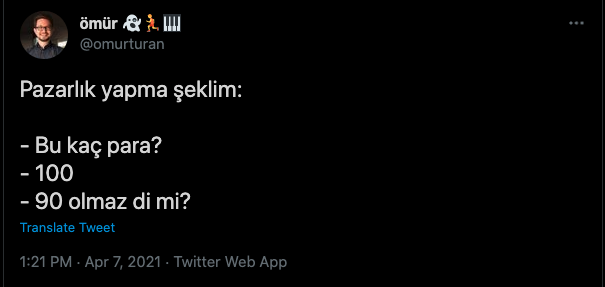 ömür 👻🏃🎹
@omurturan
Pazarlık yapma şeklim:
- Bu kaç para?
- 100
- 90 olmaz di mi?
Translate Tweet
1:21 PM · Apr 7, 2021 · Twitter Web App